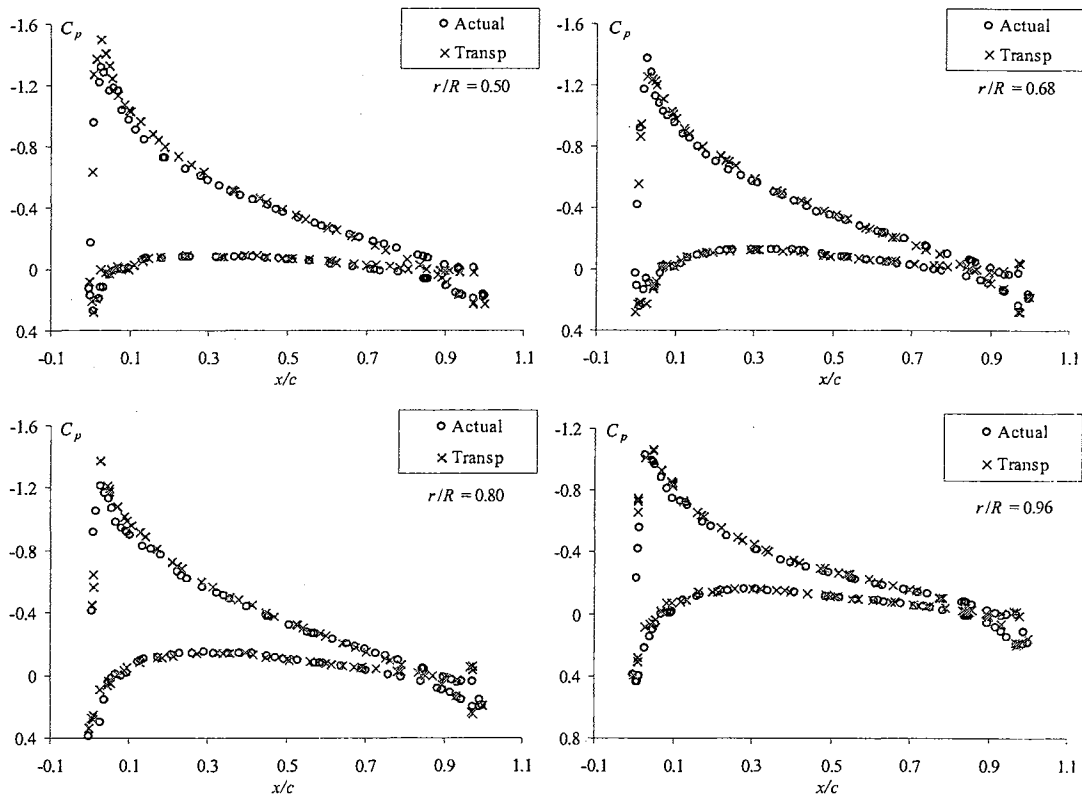 -1.6
C_p
○ Actual
× Transp
r/R = 0.50
-1.2
-0.8
-0.4
0
0.4
-0.1 0.1 0.3 0.5 0.7 0.9 1.1
x/c
-1.6
C_p
○ Actual
× Transp
r/R = 0.68
-1.2
-0.8
-0.4
0
0.4
-0.1 0.1 0.3 0.5 0.7 0.9 1.1
x/c
-1.6
C_p
○ Actual
× Transp
r/R = 0.80
-1.2
-0.8
-0.4
0
0.4
-0.1 0.1 0.3 0.5 0.7 0.9 1.1
x/c
-1.2
C_p
○ Actual
× Transp
r/R = 0.96
-0.8
-0.4
0
0.4
0.8
-0.1 0.1 0.3 0.5 0.7 0.9 1.1
x/c